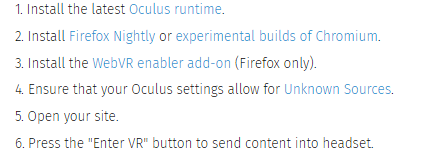 1. Install the latest Oculus runtime.
2. Install Firefox Nightly or experimental builds of Chromium.
3. Install the WebVR enabler add-on (Firefox only).
4. Ensure that your Oculus settings allow for Unknown Sources.
5. Open your site.
6. Press the "Enter VR" button to send content into headset.